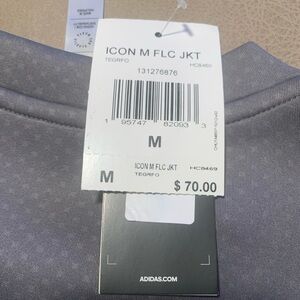 ICON M FLC JKT
TEGRFO HC8469
131276876
1 95747 82093 3
M
ICON M FLC JKT
M TEGRFO HC8469
$ 70.00
ADIDAS.COM